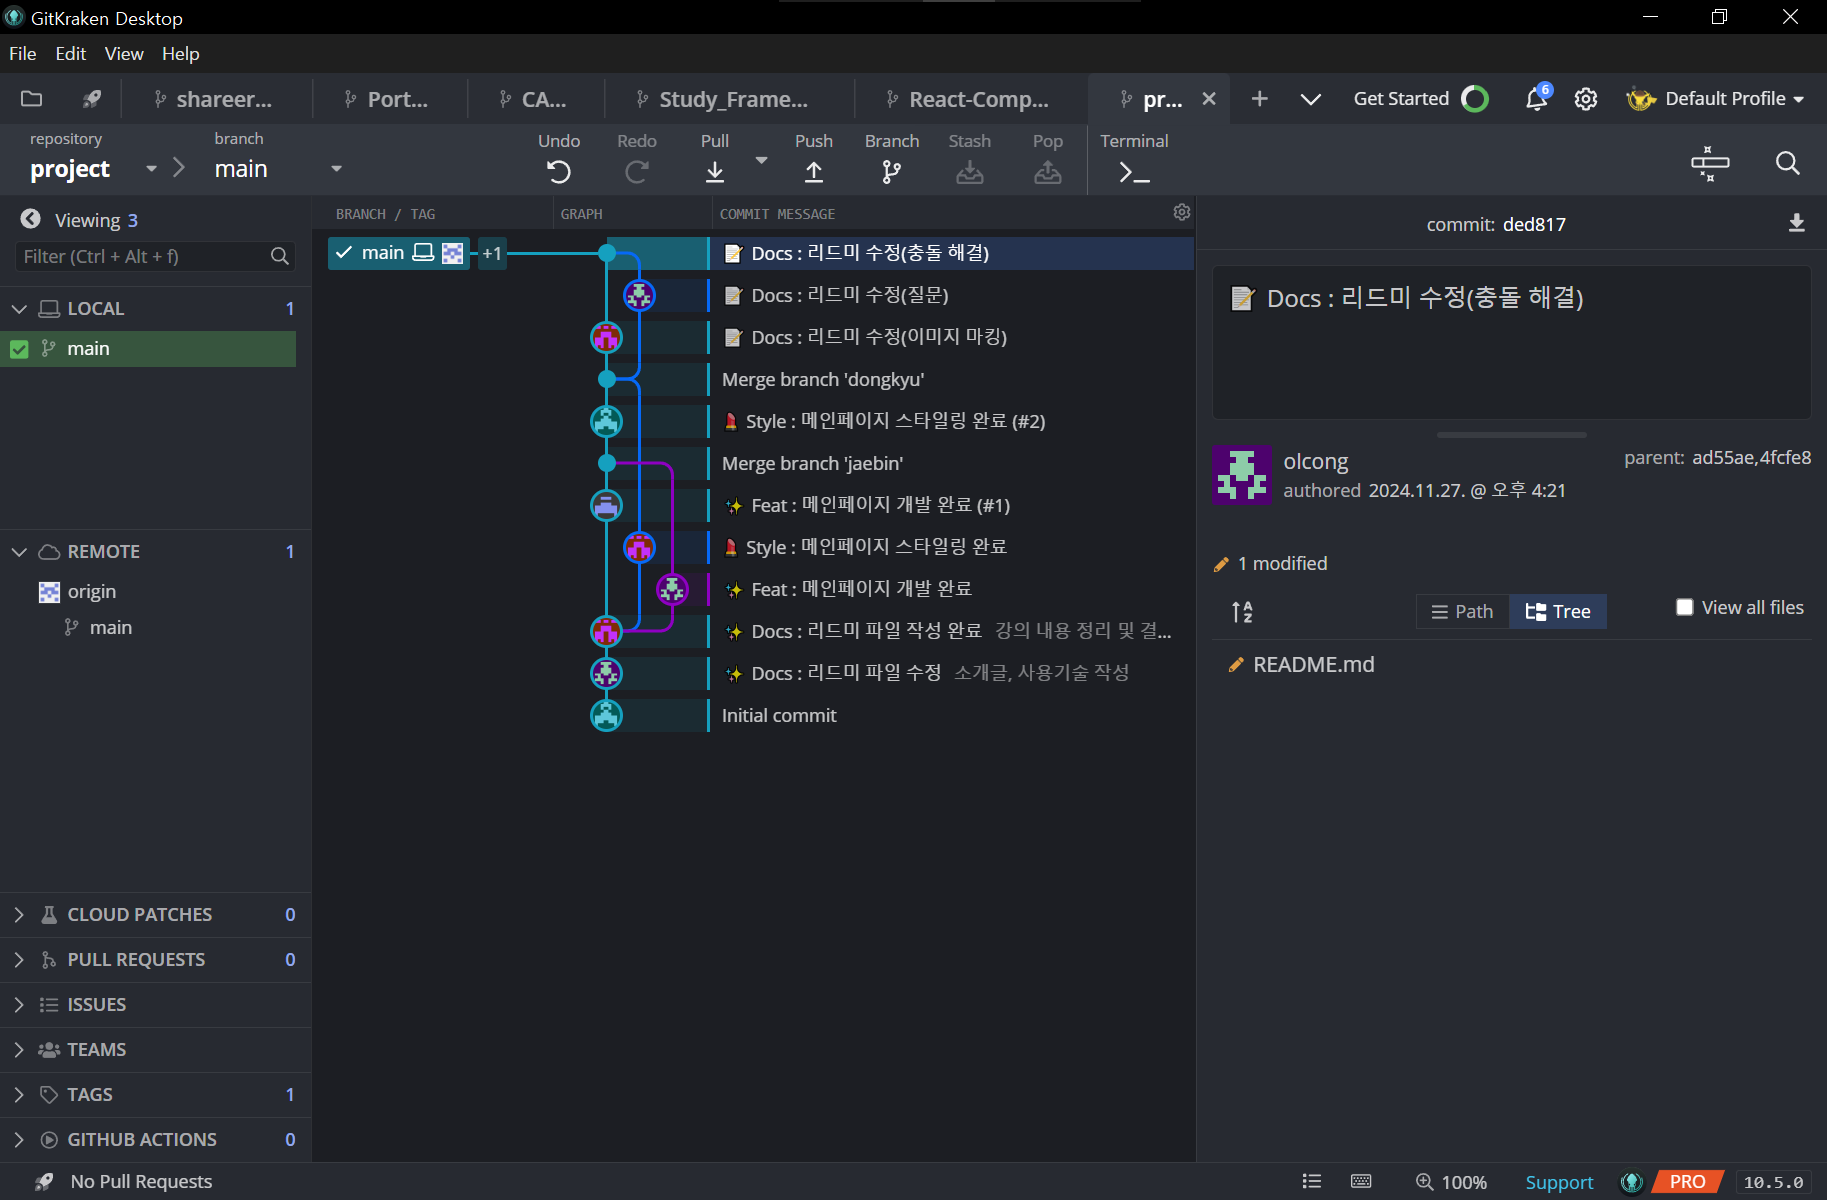 GitKraken Desktop
File Edit View Help
shareer... Port... CA... Study_Frame... React-Comp... pr... Get Started 6 Default Profile
repository branch Undo Redo Pull Push Branch Stash Pop Terminal
project main
Viewing 3
Filter (Ctrl + Alt + f)
LOCAL 1
main
REMOTE 1
origin
main
CLOUD PATCHES 0
PULL REQUESTS 0
ISSUES
TEAMS
TAGS 1
GITHUB ACTIONS 0
BRANCH / TAG GRAPH COMMIT MESSAGE
main +1 📝 Docs : 리드미 수정(충돌 해결)
📝 Docs : 리드미 수정(질문)
📝 Docs : 리드미 수정(이미지 마킹)
Merge branch 'dongkyu'
💄 Style : 메인페이지 스타일링 완료 (#2)
Merge branch 'jaebin'
✨ Feat : 메인페이지 개발 완료 (#1)
💄 Style : 메인페이지 스타일링 완료
✨ Feat : 메인페이지 개발 완료
✨ Docs : 리드미 파일 작성 완료 강의 내용 정리 및 결...
✨ Docs : 리드미 파일 수정 소개글, 사용기술 작성
Initial commit
commit: ded817
📝 Docs : 리드미 수정(충돌 해결)
olcong parent: ad55ae,4fcfe8
authored 2024.11.27. @ 오후 4:21
1 modified
Path Tree View all files
README.md
No Pull Requests 100% Support PRO 10.5.0